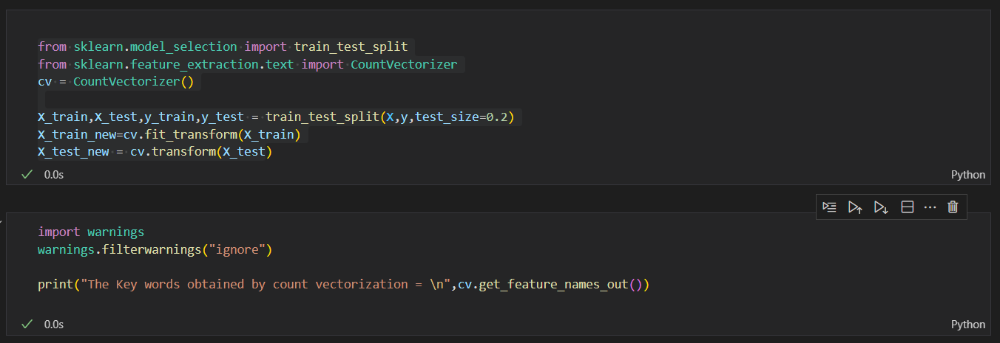 from sklearn.model_selection import train_test_split
from sklearn.feature_extraction.text import CountVectorizer
cv = CountVectorizer()
X_train,X_test,y_train,y_test = train_test_split(X,y,test_size=0.2)
X_train_new=cv.fit_transform(X_train)
X_test_new = cv.transform(X_test)
0.0s
Python
import warnings
warnings.filterwarnings("ignore")
print("The Key words obtained by count vectorization = \n",cv.get_feature_names_out())
0.0s
Python